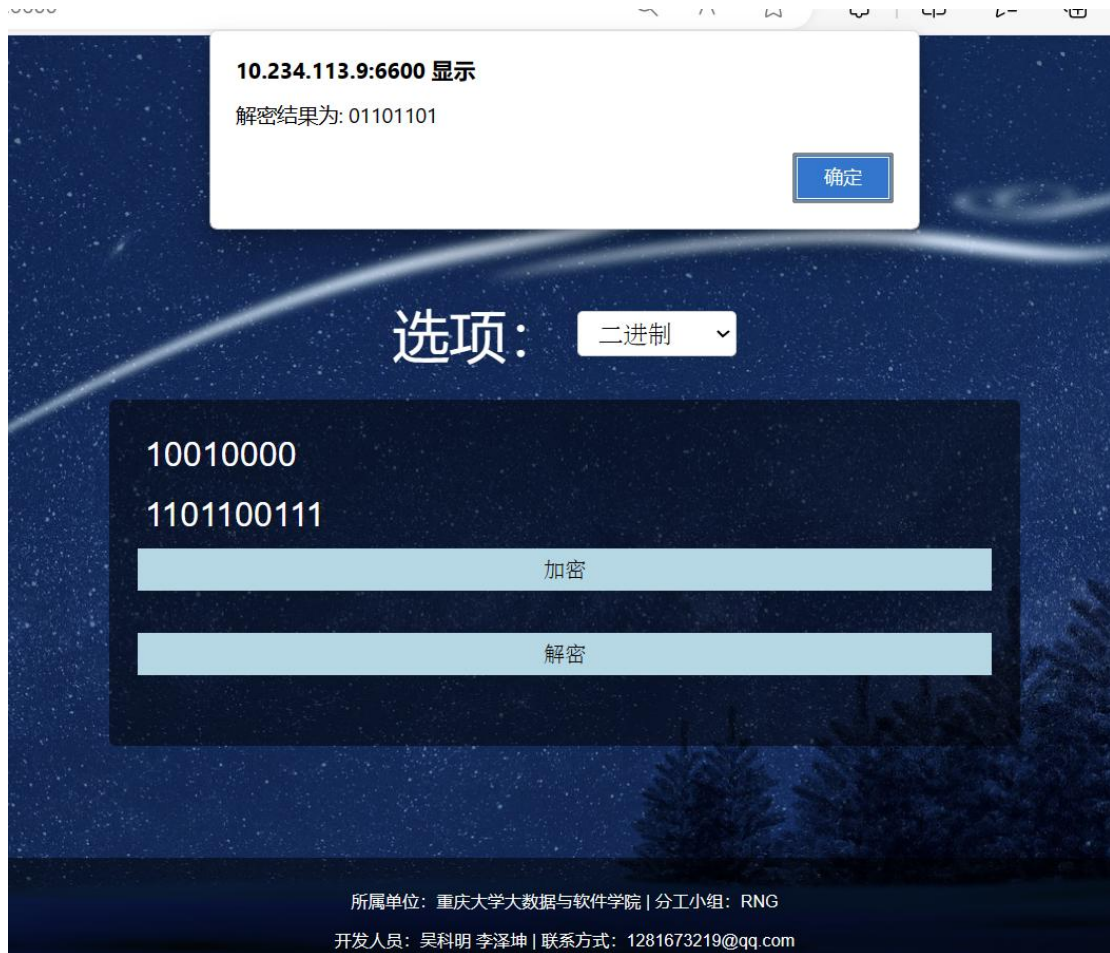 10.234.113.9:6600 显示
解密结果为: 01101101
确定
选项：
二进制
10010000
1101100111
加密
解密
所属单位：重庆大学大数据与软件学院 | 分工小组：RNG
开发人员：吴科明 李泽坤 | 联系方式：1281673219@qq.com